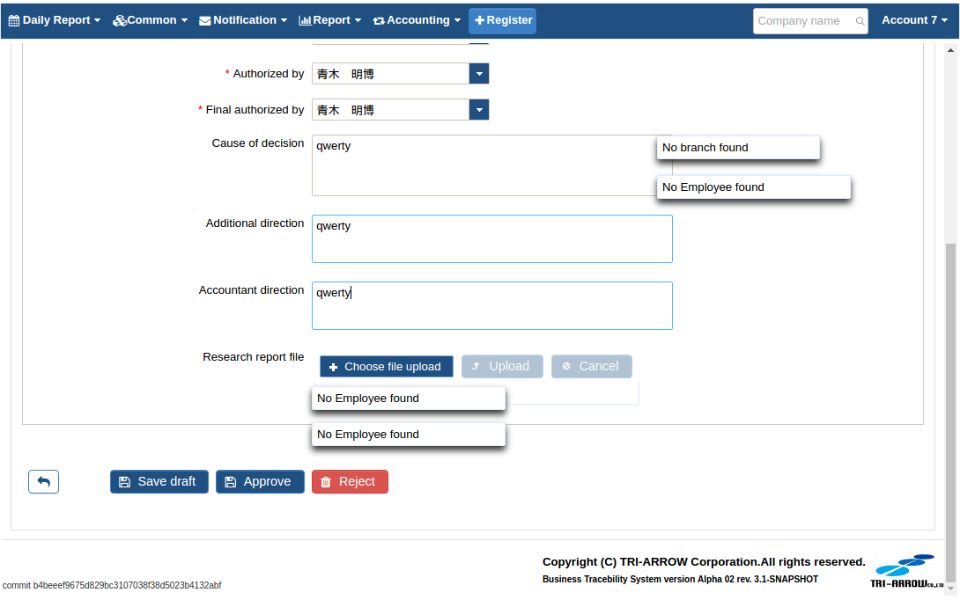 Daily Report Common Notification Report Accounting Register Company name Account 7
* Authorized by 青木 明博
* Final authorized by 青木 明博
Cause of decision qwerty
No branch found
No Employee found
Additional direction qwerty
Accountant direction qwerty
Research report file Choose file upload Upload Cancel
No Employee found
No Employee found
Save draft Approve Reject
Copyright (C) TRI-ARROW Corporation.All rights reserved.
Business Tracebility System version Alpha 02 rev. 3.1-SNAPSHOT
TRI-ARROW Co.,LTD
commit b4beeef9675d829bc3107038f38d5023b4132abf